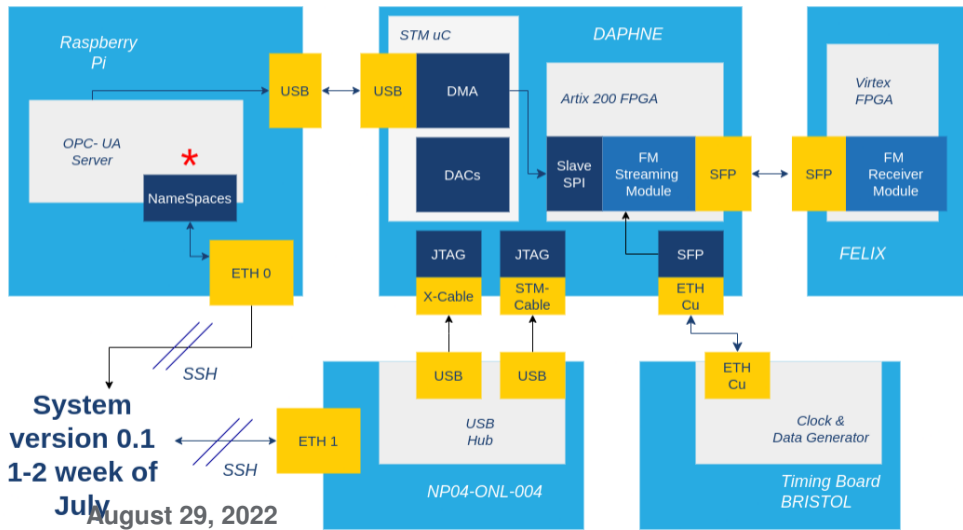 Raspberry
Pi
OPC- UA
Server
*
NameSpaces
USB
ETH 0
SSH
STM uC
DAPHNE
USB
DMA
DACs
Artix 200 FPGA
Slave
SPI
FM
Streaming
Module
SFP
JTAG
X-Cable
JTAG
STM-
Cable
SFP
ETH
Cu
Virtex
FPGA
SFP
FM
Receiver
Module
FELIX
System
version 0.1
1-2 week of
July
August 29, 2022
SSH
ETH 1
USB
USB
USB
Hub
NP04-ONL-004
ETH
Cu
Clock &
Data Generator
Timing Board
BRISTOL